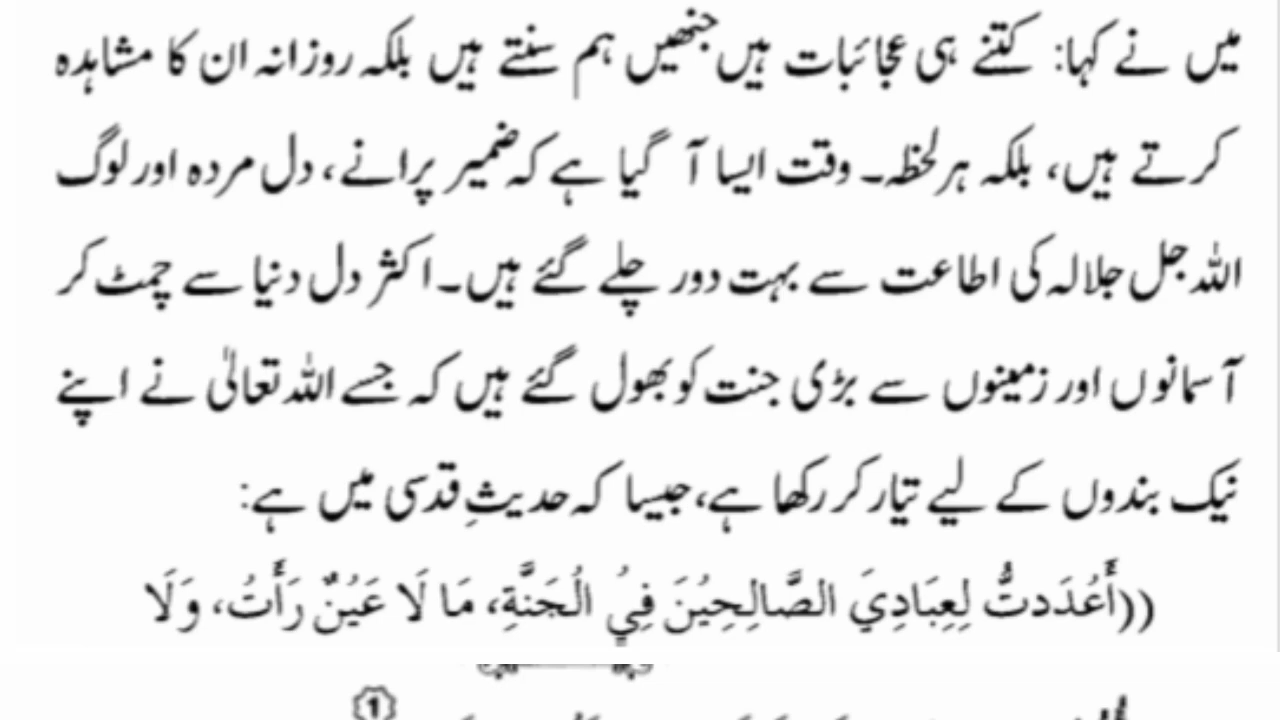 میں نے کہا: کتنے ہی عجائبات ہیں جنھیں ہم سنتے ہیں بلکہ روزانہ ان کا مشاہدہ
کرتے ہیں، بلکہ ہر لحظہ۔ وقت ایسا آ گیا ہے کہ ضمیر پرانے، دل مردہ اور لوگ
اللہ جل جلالہ کی اطاعت سے بہت دور چلے گئے ہیں۔ اکثر دل دنیا سے چمٹ کر
آسمانوں اور زمینوں سے بڑی جنت کو بھول گئے ہیں کہ جسے اللہ تعالیٰ نے اپنے
نیک بندوں کے لیے تیار کر رکھا ہے، جیسا کہ حدیثِ قدسی میں ہے:
((أَعُدَدتُّ لِعِبَادِيَ الصَّالِحِيُنَ فِيُ الُجَنَّةِ، مَا لَا عَيُنٌ رَأَتُ، وَلَا
1